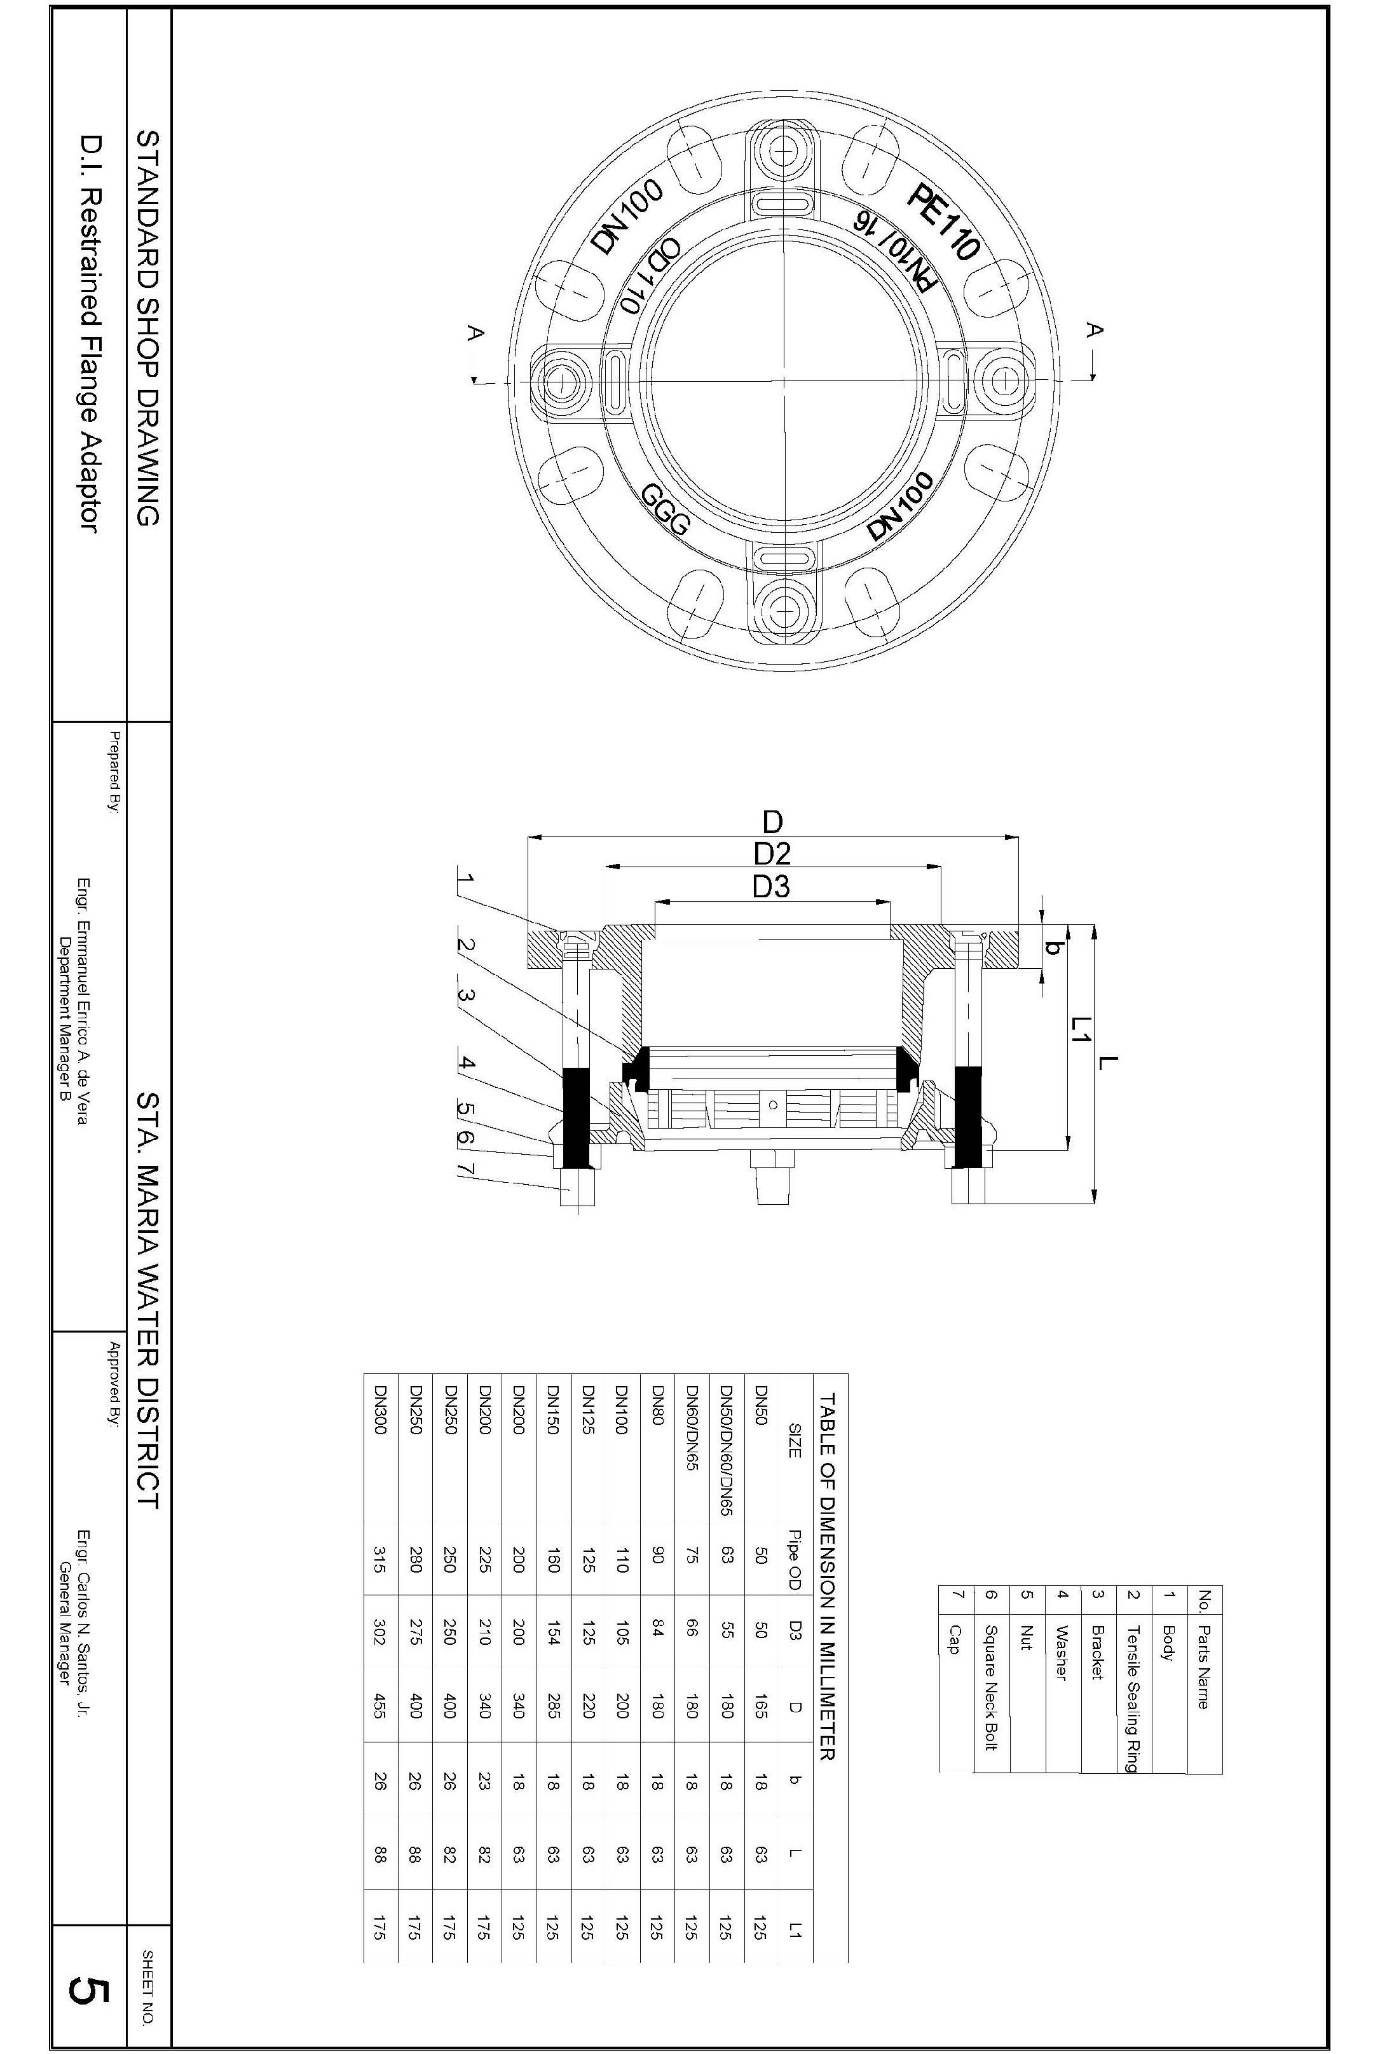 DN100
OD110
PE110
PN10/16
GGG
DN100
A
A
D
D2
D3
b
L1
L
1
2
3
4
5
6
7
No. Parts Name
1 Body
2 Tensile Sealing Ring
3 Bracket
4 Washer
5 Nut
6 Square Neck Bolt
7 Cap
TABLE OF DIMENSION IN MILLIMETER
SIZE Pipe OD D3 D b L L1
DN50 50 50 165 18 63 125
DN50/DN60/DN65 63 55 180 18 63 125
DN60/DN65 75 66 180 18 63 125
DN80 90 84 180 18 63 125
DN100 110 105 200 18 63 125
DN125 125 125 220 18 63 125
DN150 160 154 285 18 63 125
DN200 200 200 340 18 63 125
DN200 225 210 340 23 82 175
DN250 250 250 400 26 82 175
DN250 280 275 400 26 88 175
DN300 315 302 455 26 88 175
STANDARD SHOP DRAWING
STA. MARIA WATER DISTRICT
SHEET NO.
D.I. Restrained Flange Adaptor
Prepared By:
Engr. Emmanuel Enrico A. de Vera
Department Manager B
Approved By:
Engr. Carlos N. Santos, Jr.
General Manager
5